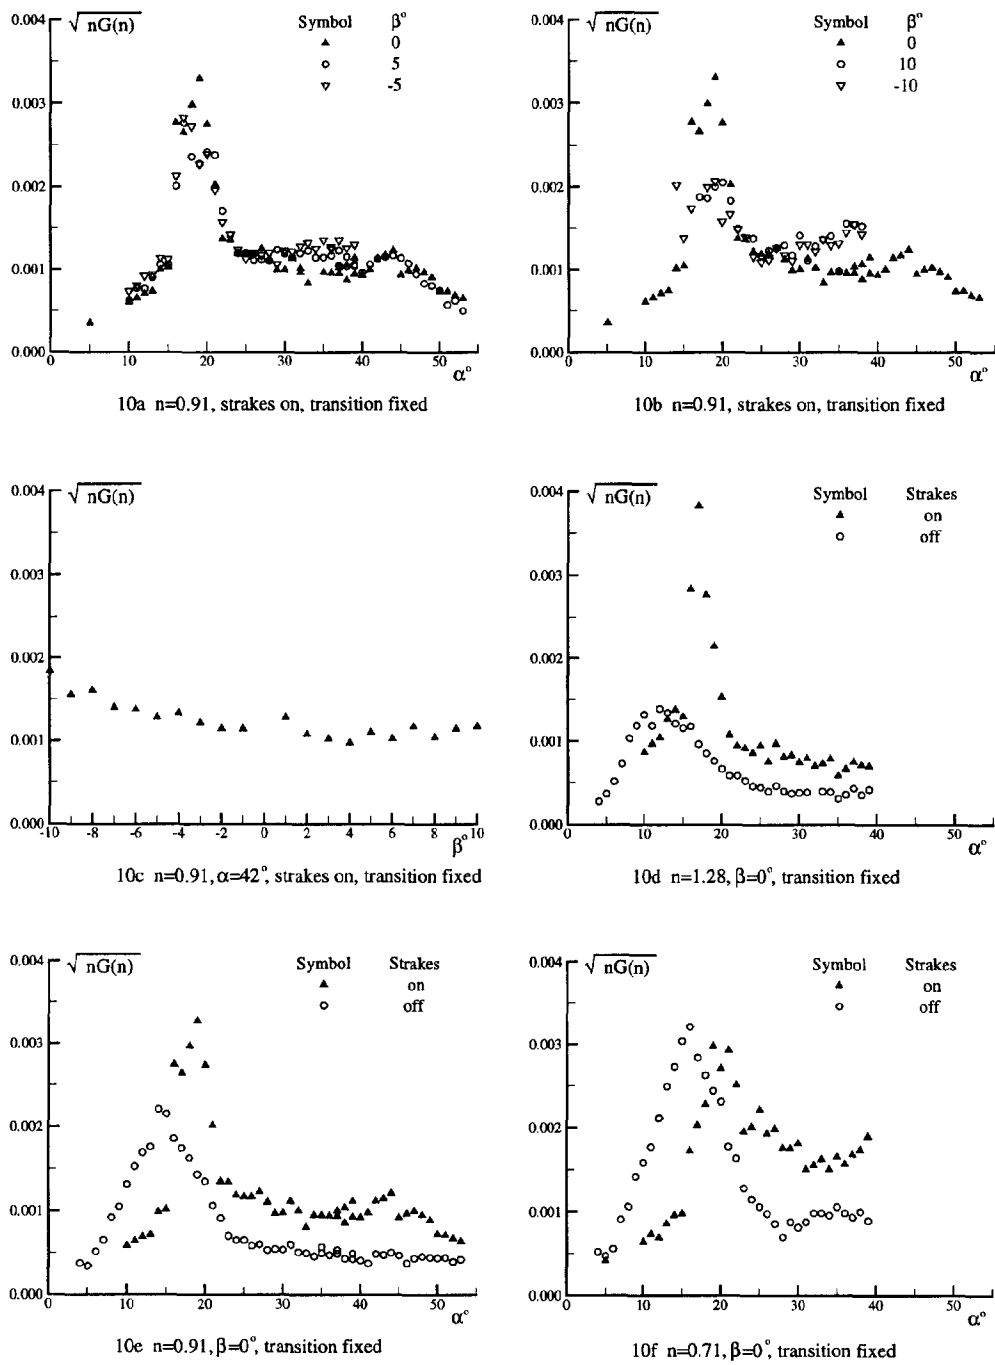 0.004
√nG(n)
Symbol β°
▲ 0
○ 5
▽ -5
0.003
0.002
0.001
0.000
10 20 30 40 50
α°
10a n=0.91, strakes on, transition fixed
0.004
√nG(n)
Symbol β°
▲ 0
○ 10
▽ -10
0.003
0.002
0.001
0.000
0 10 20 30 40 50
α°
10b n=0.91, strakes on, transition fixed
0.004
√nG(n)
0.003
0.002
0.001
0.000
-10 -8 -6 -4 -2 0 2 4 6 8 10
β°
10c n=0.91, α=42°, strakes on, transition fixed
0.004
√nG(n)
Symbol Strakes
▲ on
○ off
0.003
0.002
0.001
0.000
0 10 20 30 40 50
α°
10d n=1.28, β=0°, transition fixed
0.004
√nG(n)
Symbol Strakes
▲ on
○ off
0.003
0.002
0.001
0.000
0 10 20 30 40 50
α°
10e n=0.91, β=0°, transition fixed
0.004
√nG(n)
Symbol Strakes
▲ on
○ off
0.003
0.002
0.001
0.000
0 10 20 30 40 50
α°
10f n=0.71, β=0°, transition fixed